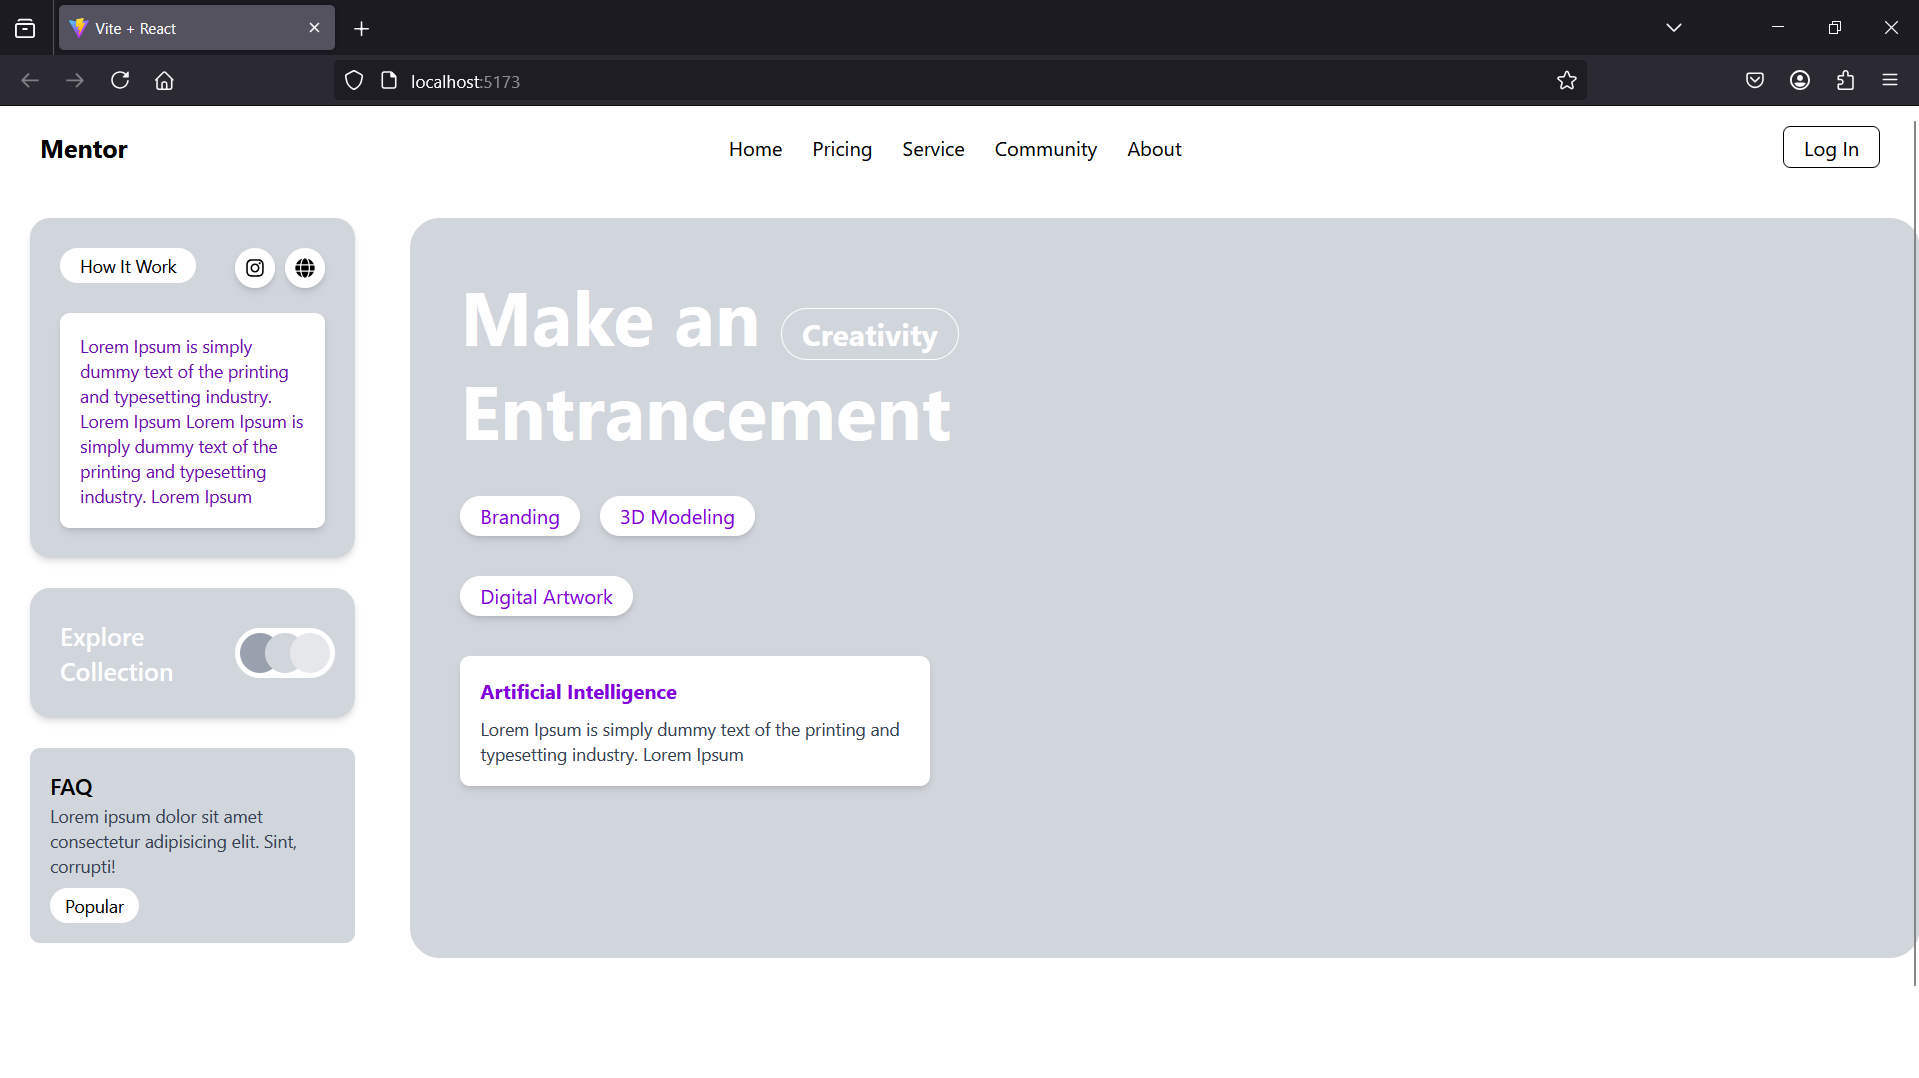 Vite + React
localhost:5173
Mentor
Home Pricing Service Community About
Log In
How It Work
Lorem Ipsum is simply
dummy text of the printing
and typesetting industry.
Lorem Ipsum Lorem Ipsum is
simply dummy text of the
printing and typesetting
industry. Lorem Ipsum
Explore
Collection
FAQ
Lorem ipsum dolor sit amet
consectetur adipisicing elit. Sint,
corrupti!
Popular
Make an Creativity
Entrancement
Branding 3D Modeling
Digital Artwork
Artificial Intelligence
Lorem Ipsum is simply dummy text of the printing and
typesetting industry. Lorem Ipsum